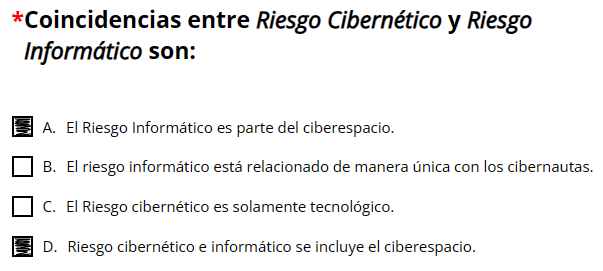 *Coincidencias entre Riesgo Cibernético y Riesgo
Informático son:
A. El Riesgo Informático es parte del ciberespacio.
B. El riesgo informático está relacionado de manera única con los cibernautas.
C. El Riesgo cibernético es solamente tecnológico.
D. Riesgo cibernético e informático se incluye el ciberespacio.